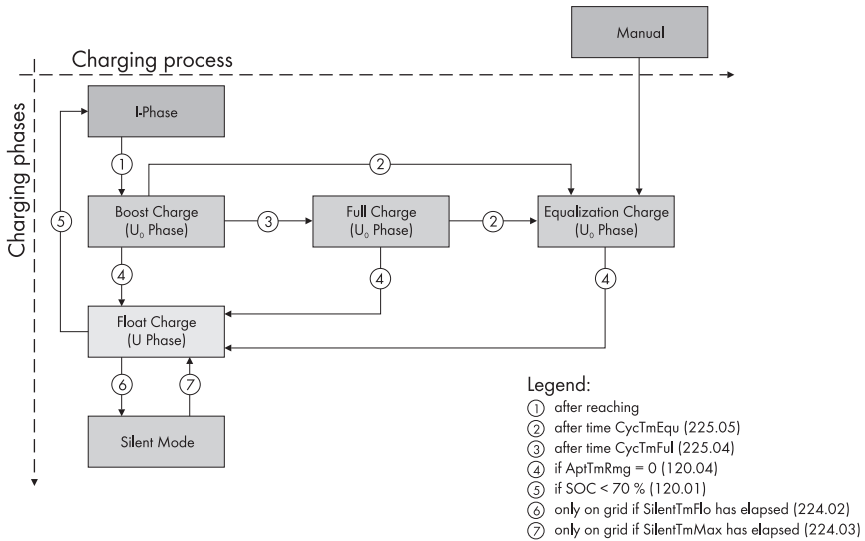 Manual
Charging process
Charging phases
I-Phase
①
②
Boost Charge
(U₀ Phase)
③
Full Charge
(U₀ Phase)
②
Equalization Charge
(U₀ Phase)
⑤
④
④
④
Float Charge
(U Phase)
⑥
⑦
Silent Mode
Legend:
① after reaching
② after time CycTmEqu (225.05)
③ after time CycTmFul (225.04)
④ if AptTmRmg = 0 (120.04)
⑤ if SOC < 70 % (120.01)
⑥ only on grid if SilentTmFlo has elapsed (224.02)
⑦ only on grid if SilentTmMax has elapsed (224.03)